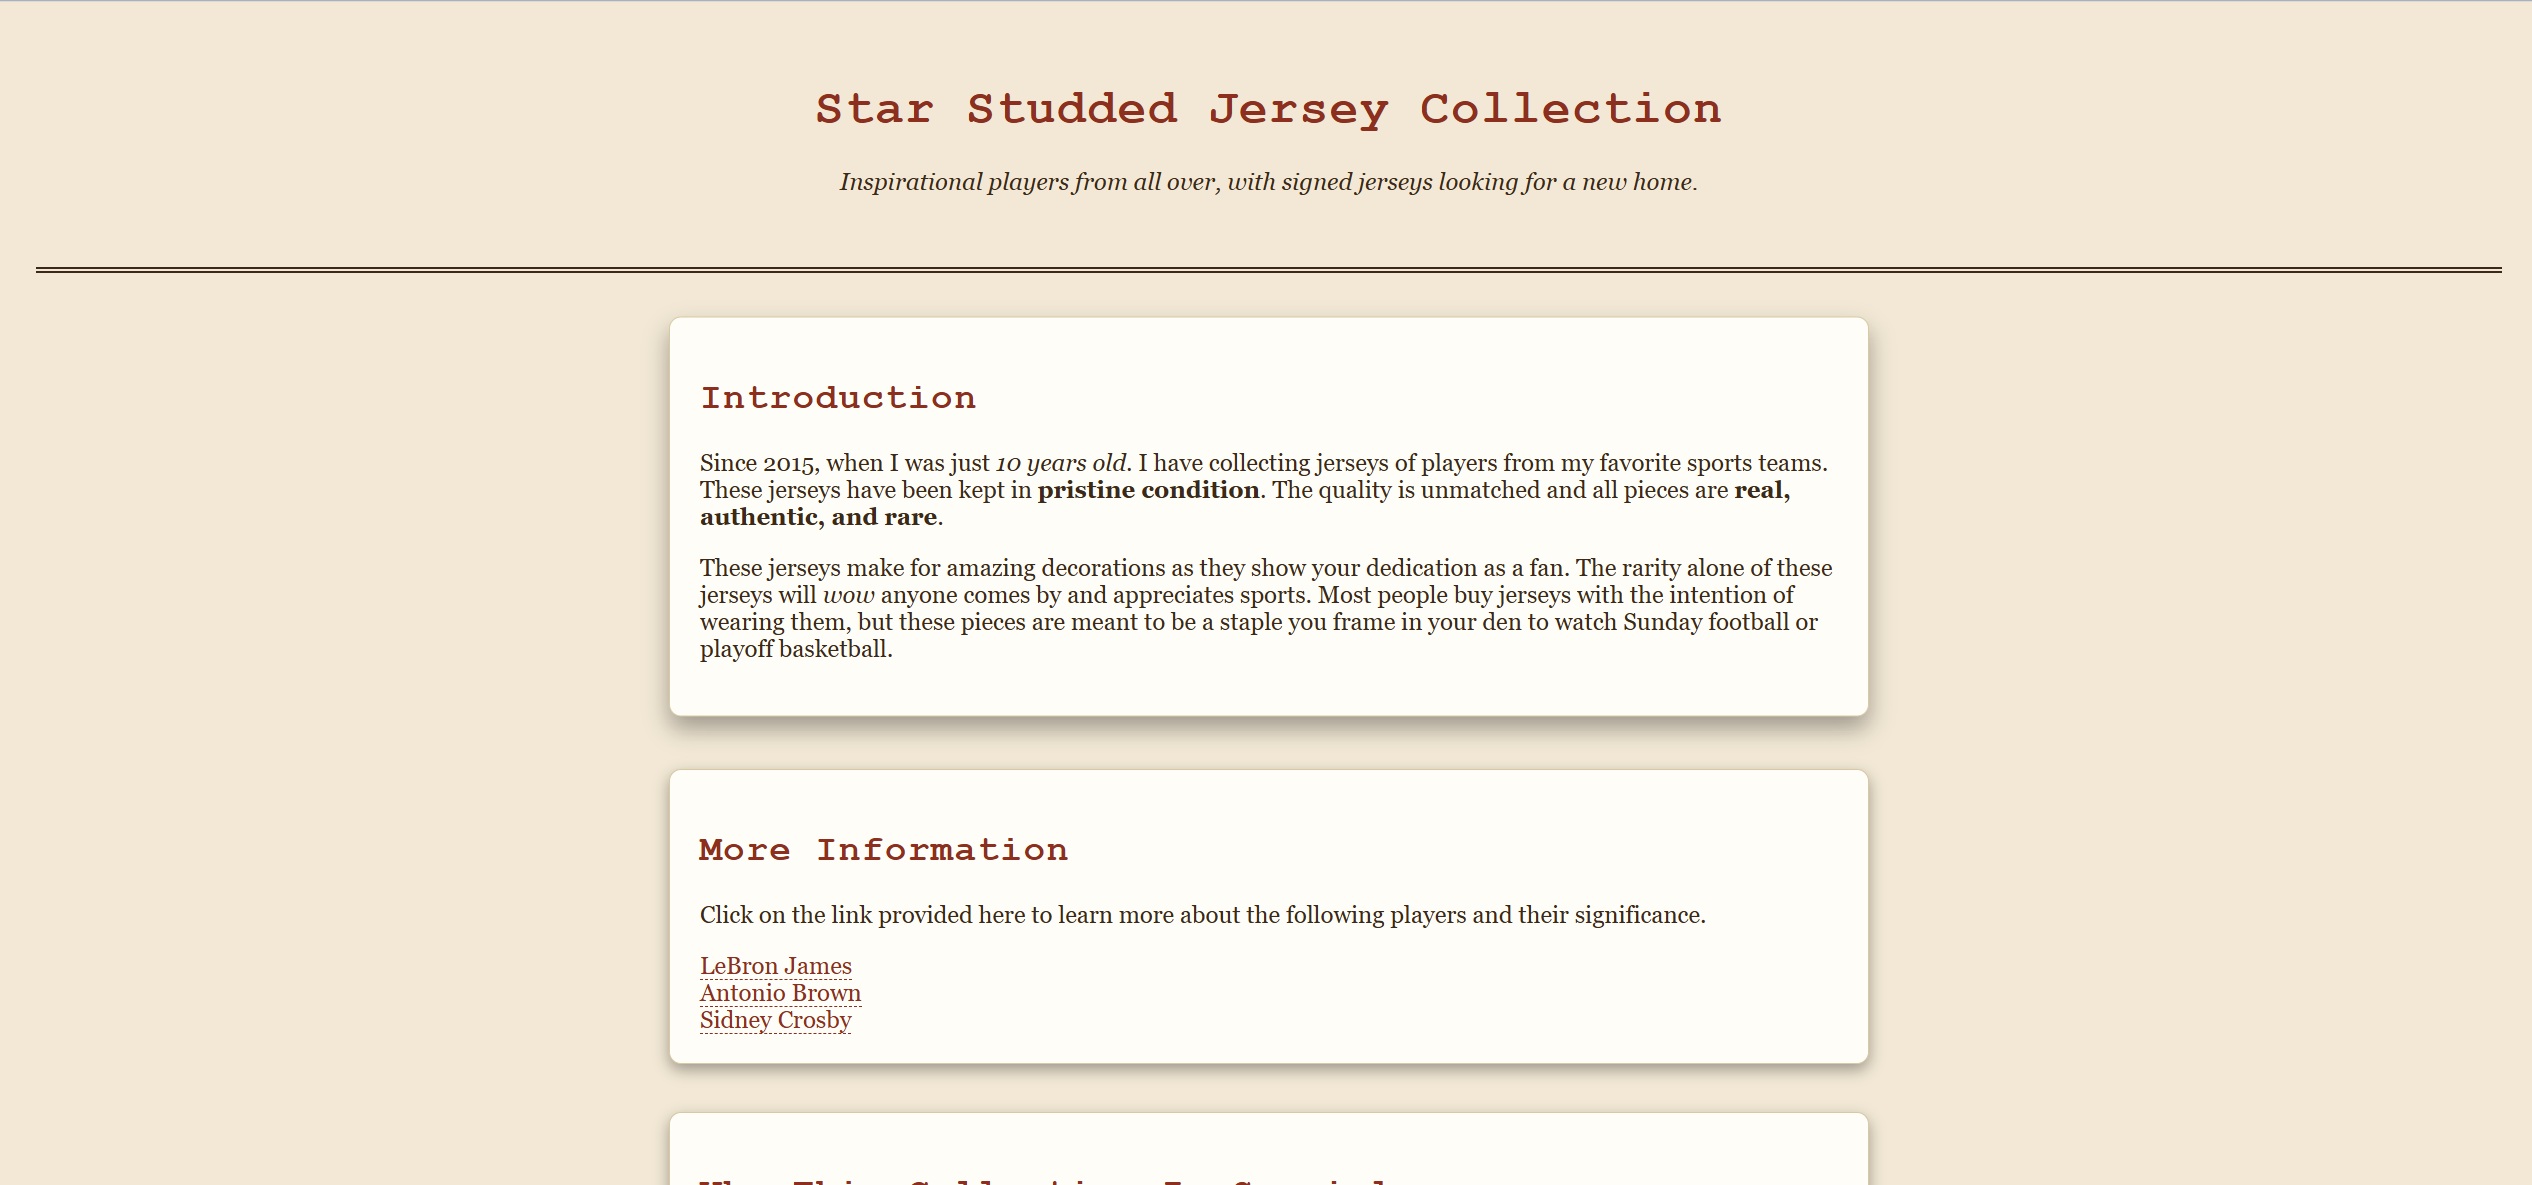 Star Studded Jersey Collection
Inspirational players from all over, with signed jerseys looking for a new home.
Introduction
Since 2015, when I was just 10 years old. I have collecting jerseys of players from my favorite sports teams.
These jerseys have been kept in pristine condition. The quality is unmatched and all pieces are real,
authentic, and rare.
These jerseys make for amazing decorations as they show your dedication as a fan. The rarity alone of these
jerseys will wow anyone comes by and appreciates sports. Most people buy jerseys with the intention of
wearing them, but these pieces are meant to be a staple you frame in your den to watch Sunday football or
playoff basketball.
More Information
Click on the link provided here to learn more about the following players and their significance.
LeBron James
Antonio Brown
Sidney Crosby
Why This Collection Is Special